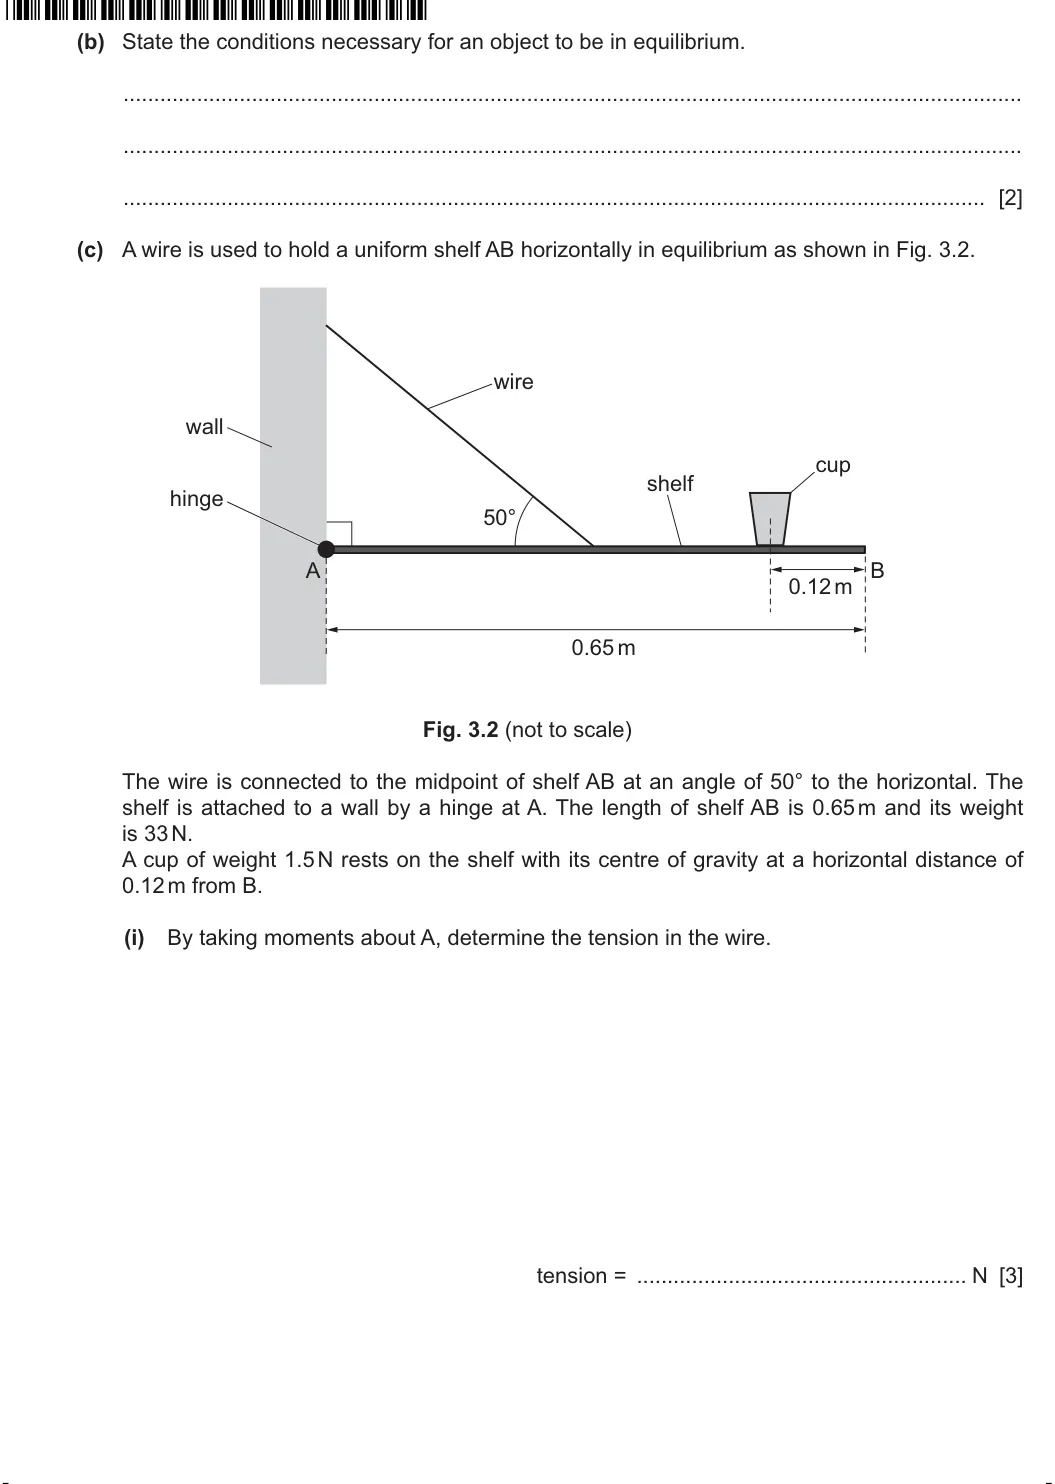 (b) State the conditions necessary for an object to be in equilibrium.
....................................................................................................................................................
....................................................................................................................................................
.............................................................................................................................................. [2]
(c) A wire is used to hold a uniform shelf AB horizontally in equilibrium as shown in Fig. 3.2.
wire
wall
cup
shelf
hinge
50°
A
B
0.12 m
0.65 m
Fig. 3.2 (not to scale)
The wire is connected to the midpoint of shelf AB at an angle of 50° to the horizontal. The
shelf is attached to a wall by a hinge at A. The length of shelf AB is 0.65 m and its weight
is 33 N.
A cup of weight 1.5 N rests on the shelf with its centre of gravity at a horizontal distance of
0.12 m from B.
(i) By taking moments about A, determine the tension in the wire.
tension = ...................................................... N [3]